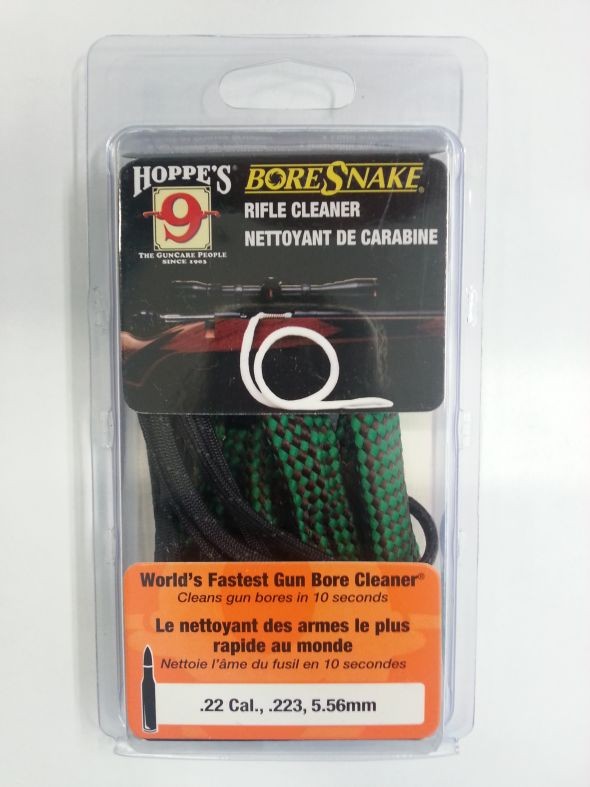 HOPPE'S®
9
THE GUNCARE PEOPLE
SINCE 1903
BORESNAKE®
RIFLE CLEANER
NETTOYANT DE CARABINE
World's Fastest Gun Bore Cleaner®
Cleans gun bores in 10 seconds
Le nettoyant des armes le plus
rapide au monde
Nettoie l'âme du fusil en 10 secondes
.22 Cal., .223, 5.56mm